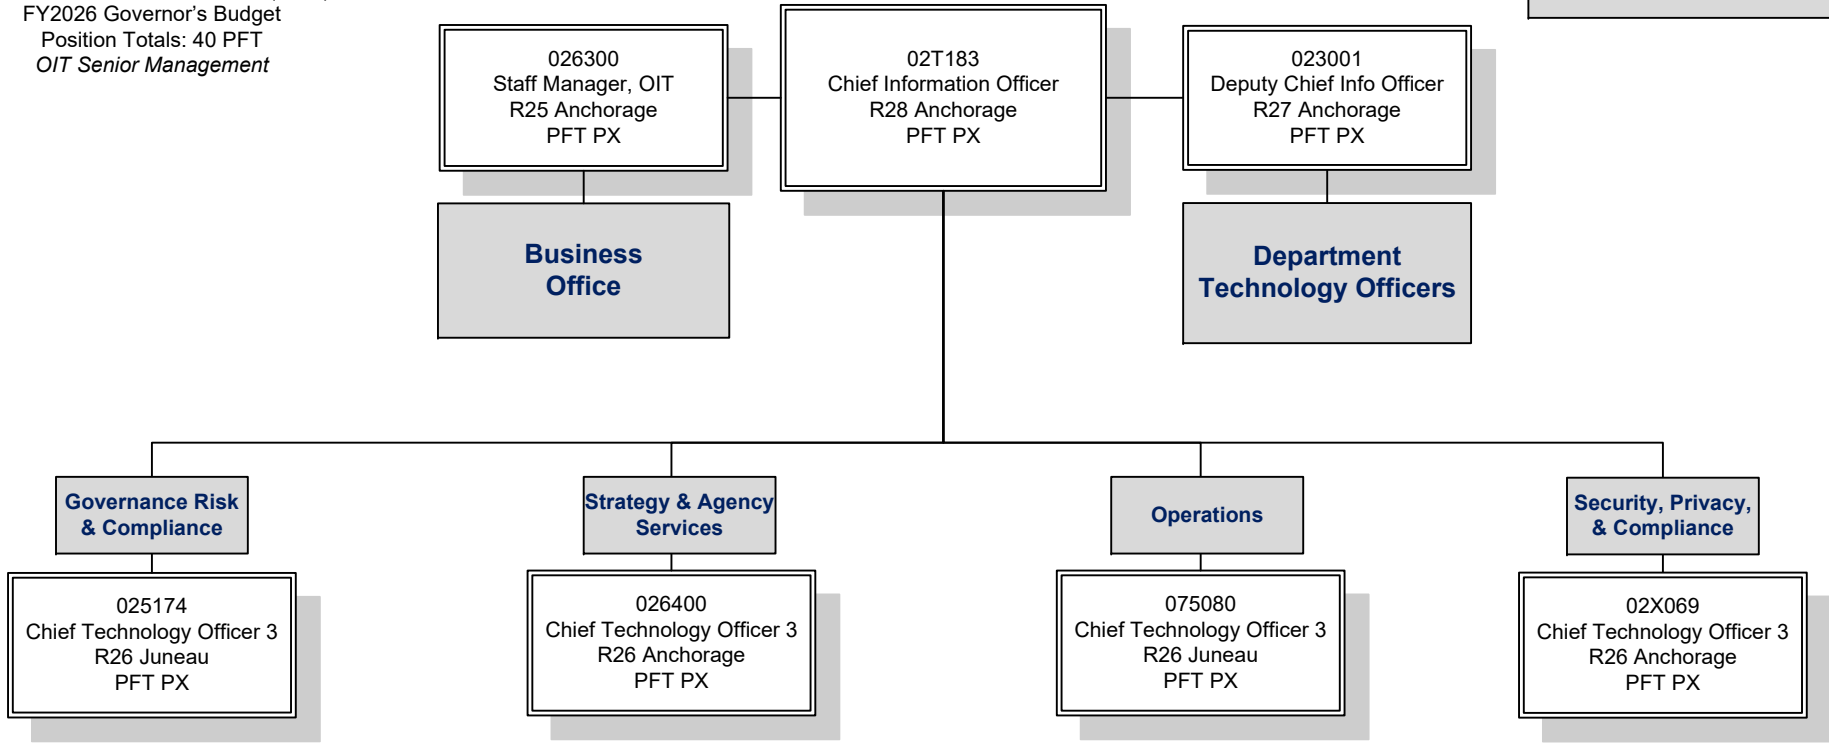 FY2026 Governor's Budget
Position Totals: 40 PFT
OIT Senior Management
026300
Staff Manager, OIT
R25 Anchorage
PFT PX
02T183
Chief Information Officer
R28 Anchorage
PFT PX
023001
Deputy Chief Info Officer
R27 Anchorage
PFT PX
Business
Office
Department
Technology Officers
Governance Risk
& Compliance
Strategy & Agency
Services
Operations
Security, Privacy,
& Compliance
025174
Chief Technology Officer 3
R26 Juneau
PFT PX
026400
Chief Technology Officer 3
R26 Anchorage
PFT PX
075080
Chief Technology Officer 3
R26 Juneau
PFT PX
02X069
Chief Technology Officer 3
R26 Anchorage
PFT PX